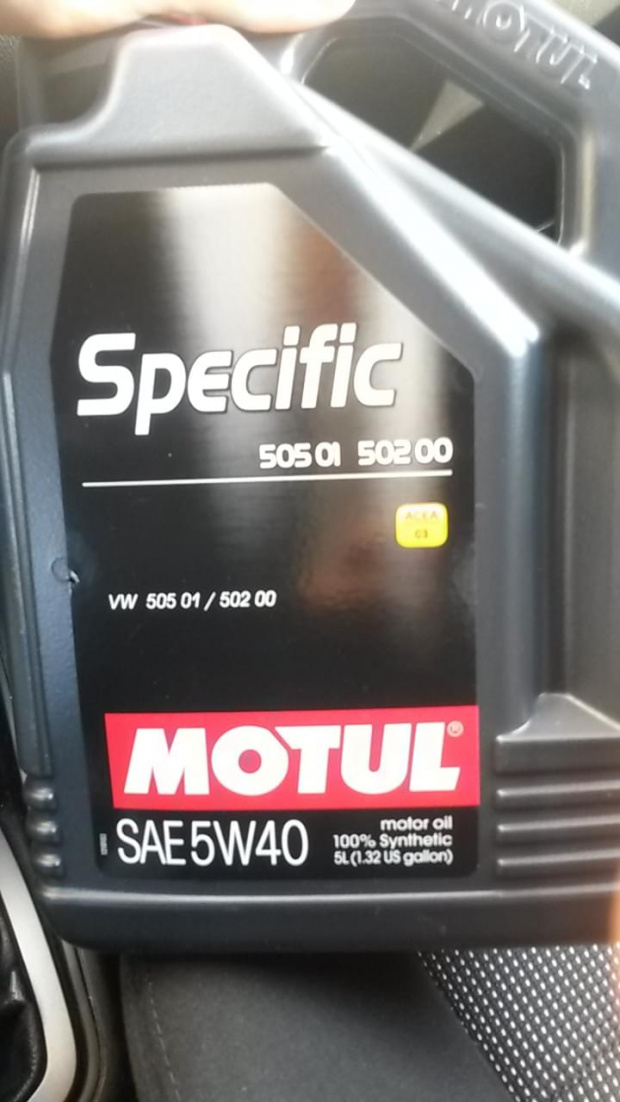 MOTUL
Specific
505 01 502 00
ACEA
C3
VW 505 01 / 502 00
MOTUL®
SAE 5W40
motor oil
100% Synthetic
5L (1.32 US gallon)